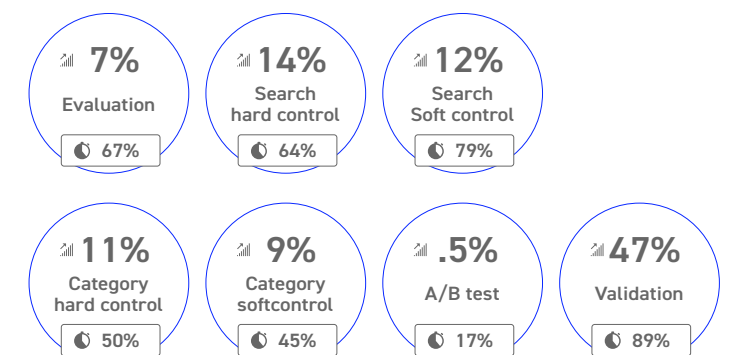 7%
Evaluation
67%
14%
Search
hard control
64%
12%
Search
Soft control
79%
11%
Category
hard control
50%
9%
Category
softcontrol
45%
.5%
A/B test
17%
47%
Validation
89%